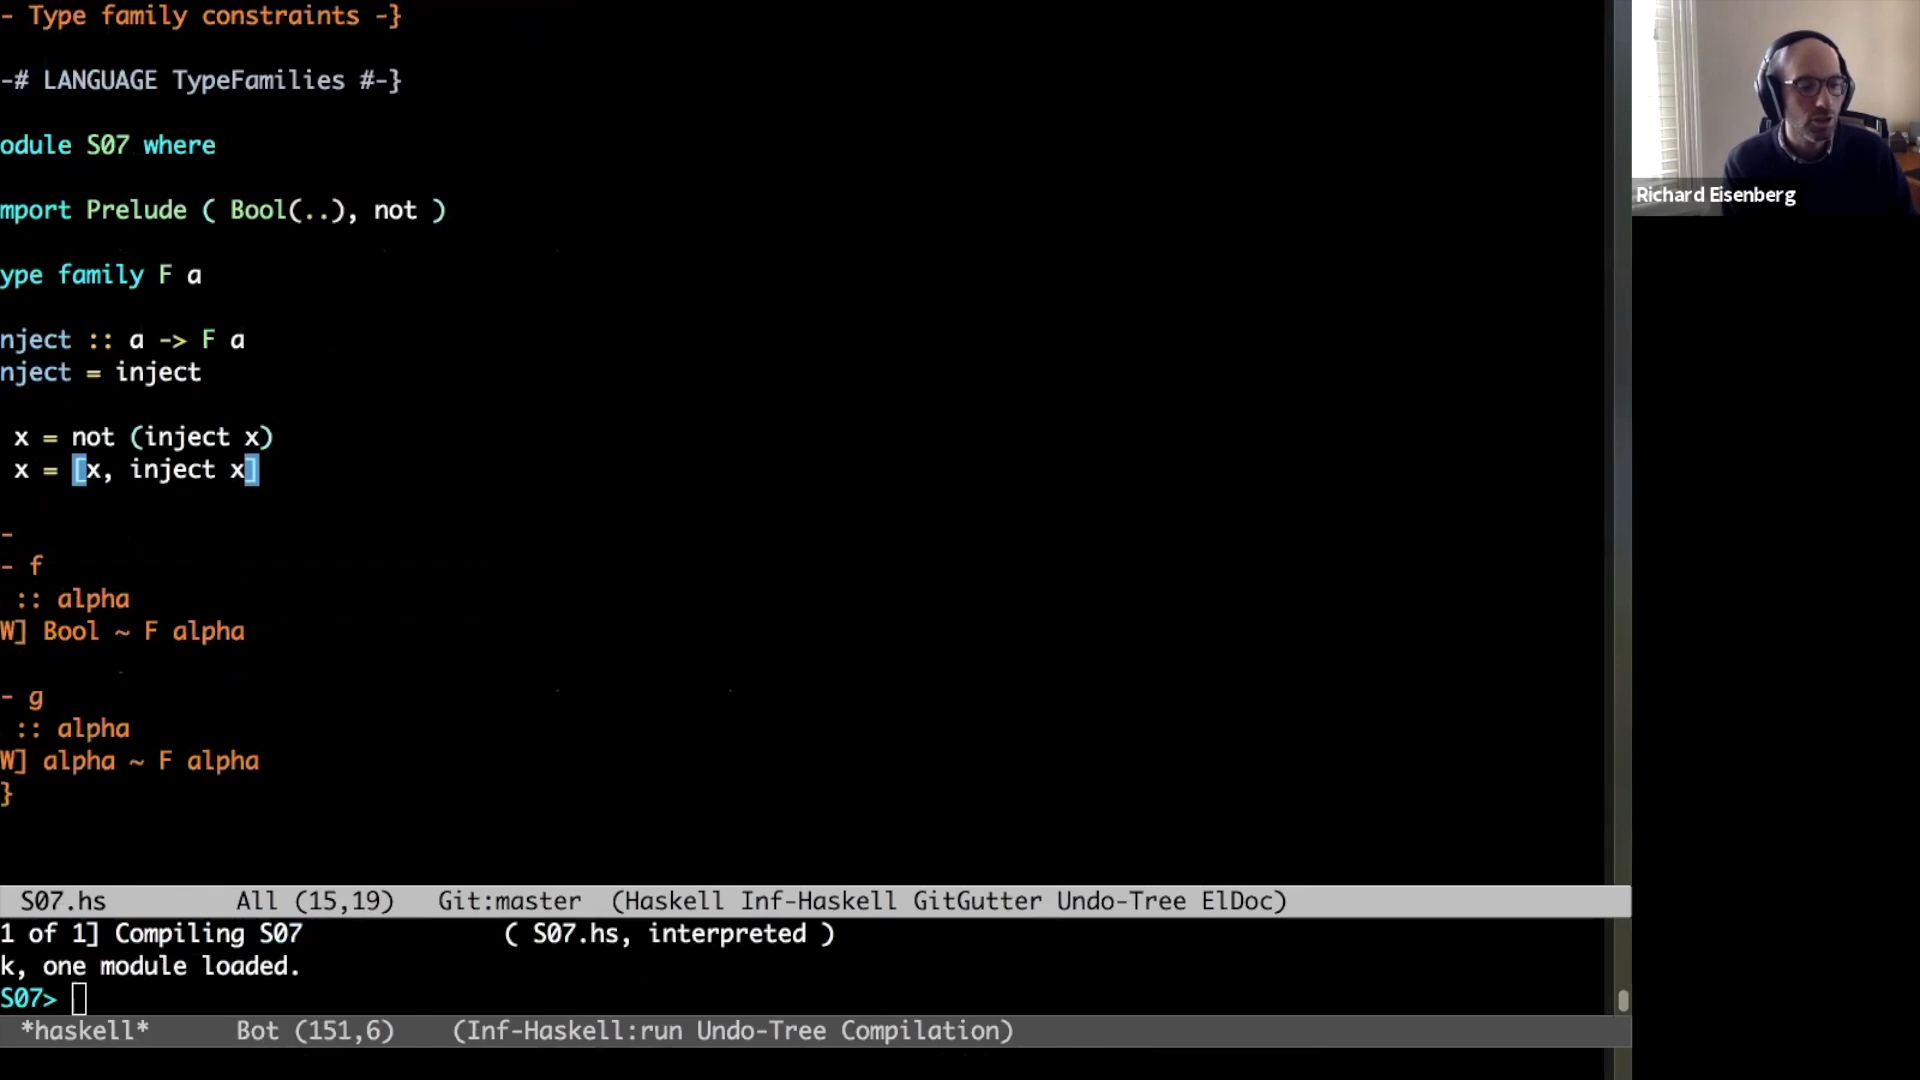 - Type family constraints -}
-# LANGUAGE TypeFamilies #-}
odule S07 where
mport Prelude ( Bool(..), not )
ype family F a
nject :: a -> F a
nject = inject
x = not (inject x)
x = [x, inject x]
-
- f
:: alpha
W] Bool ~ F alpha
- g
:: alpha
W] alpha ~ F alpha
}
S07.hs All (15,19) Git:master (Haskell Inf-Haskell GitGutter Undo-Tree ElDoc)
1 of 1] Compiling S07 ( S07.hs, interpreted )
k, one module loaded.
S07>
*haskell* Bot (151,6) (Inf-Haskell:run Undo-Tree Compilation)
Richard Eisenberg